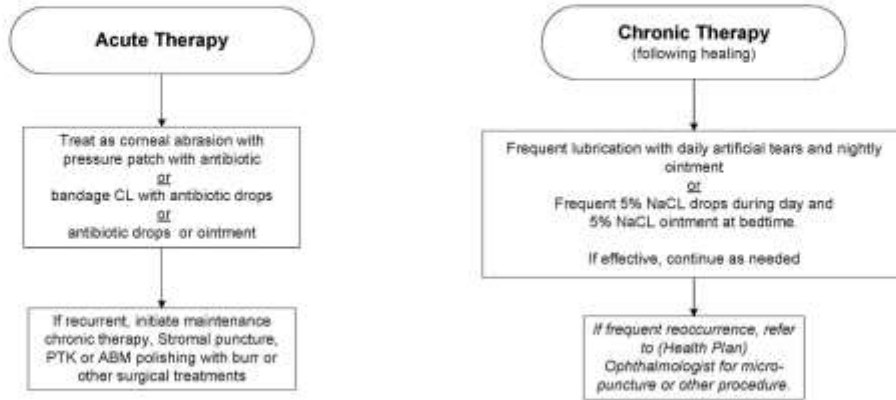 Acute Therapy
Treat as corneal abrasion with
pressure patch with antibiotic
or
bandage CL with antibiotic drops
or
antibiotic drops or ointment
If recurrent, initiate maintenance
chronic therapy, Stromal puncture,
PTK or ABM polishing with burr or
other surgical treatments
Chronic Therapy
(following healing)
Frequent lubrication with daily artificial tears and nightly
ointment
or
Frequent 5% NaCL drops during day and
5% NaCL ointment at bedtime
If effective, continue as needed
If frequent reoccurrence, refer
to (Health Plan)
Ophthalmologist for micro-
puncture or other procedure.